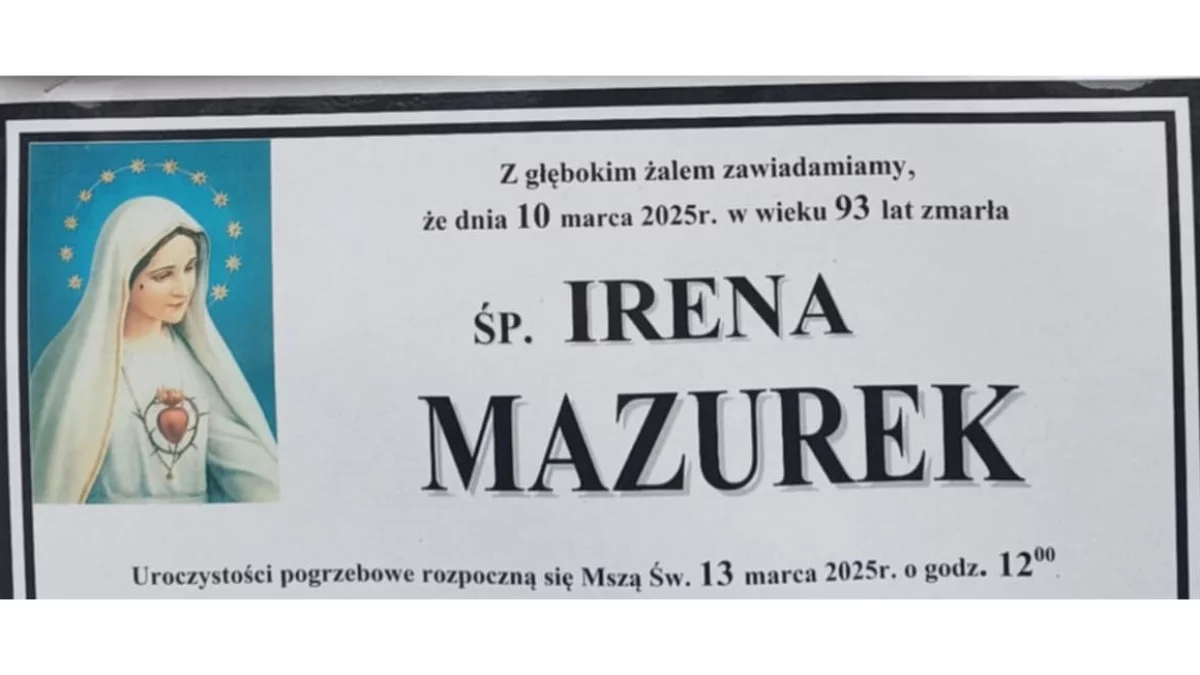 Z głębokim żalem zawiadamiamy,
że dnia 10 marca 2025r. w wieku 93 lat zmarła
ŚP. IRENA
MAZUREK
Uroczystości pogrzebowe rozpoczną się Mszą Św. 13 marca 2025r. o godz. 12⁰⁰